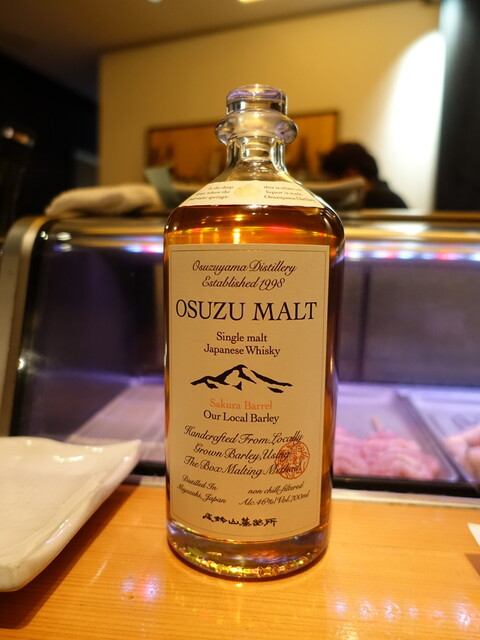 Osuzuyama Distillery
Established 1998
OSUZU MALT
Single malt
Japanese Whisky
Sakura Barrel
Our Local Barley
Handcrafted From Locally
Grown Barley, Using
The Box Malting Method
Distilled In
Miyazaki, Japan
non chill-filtered
Alc.46%/Vol.700ml
尾鈴山蒸留所